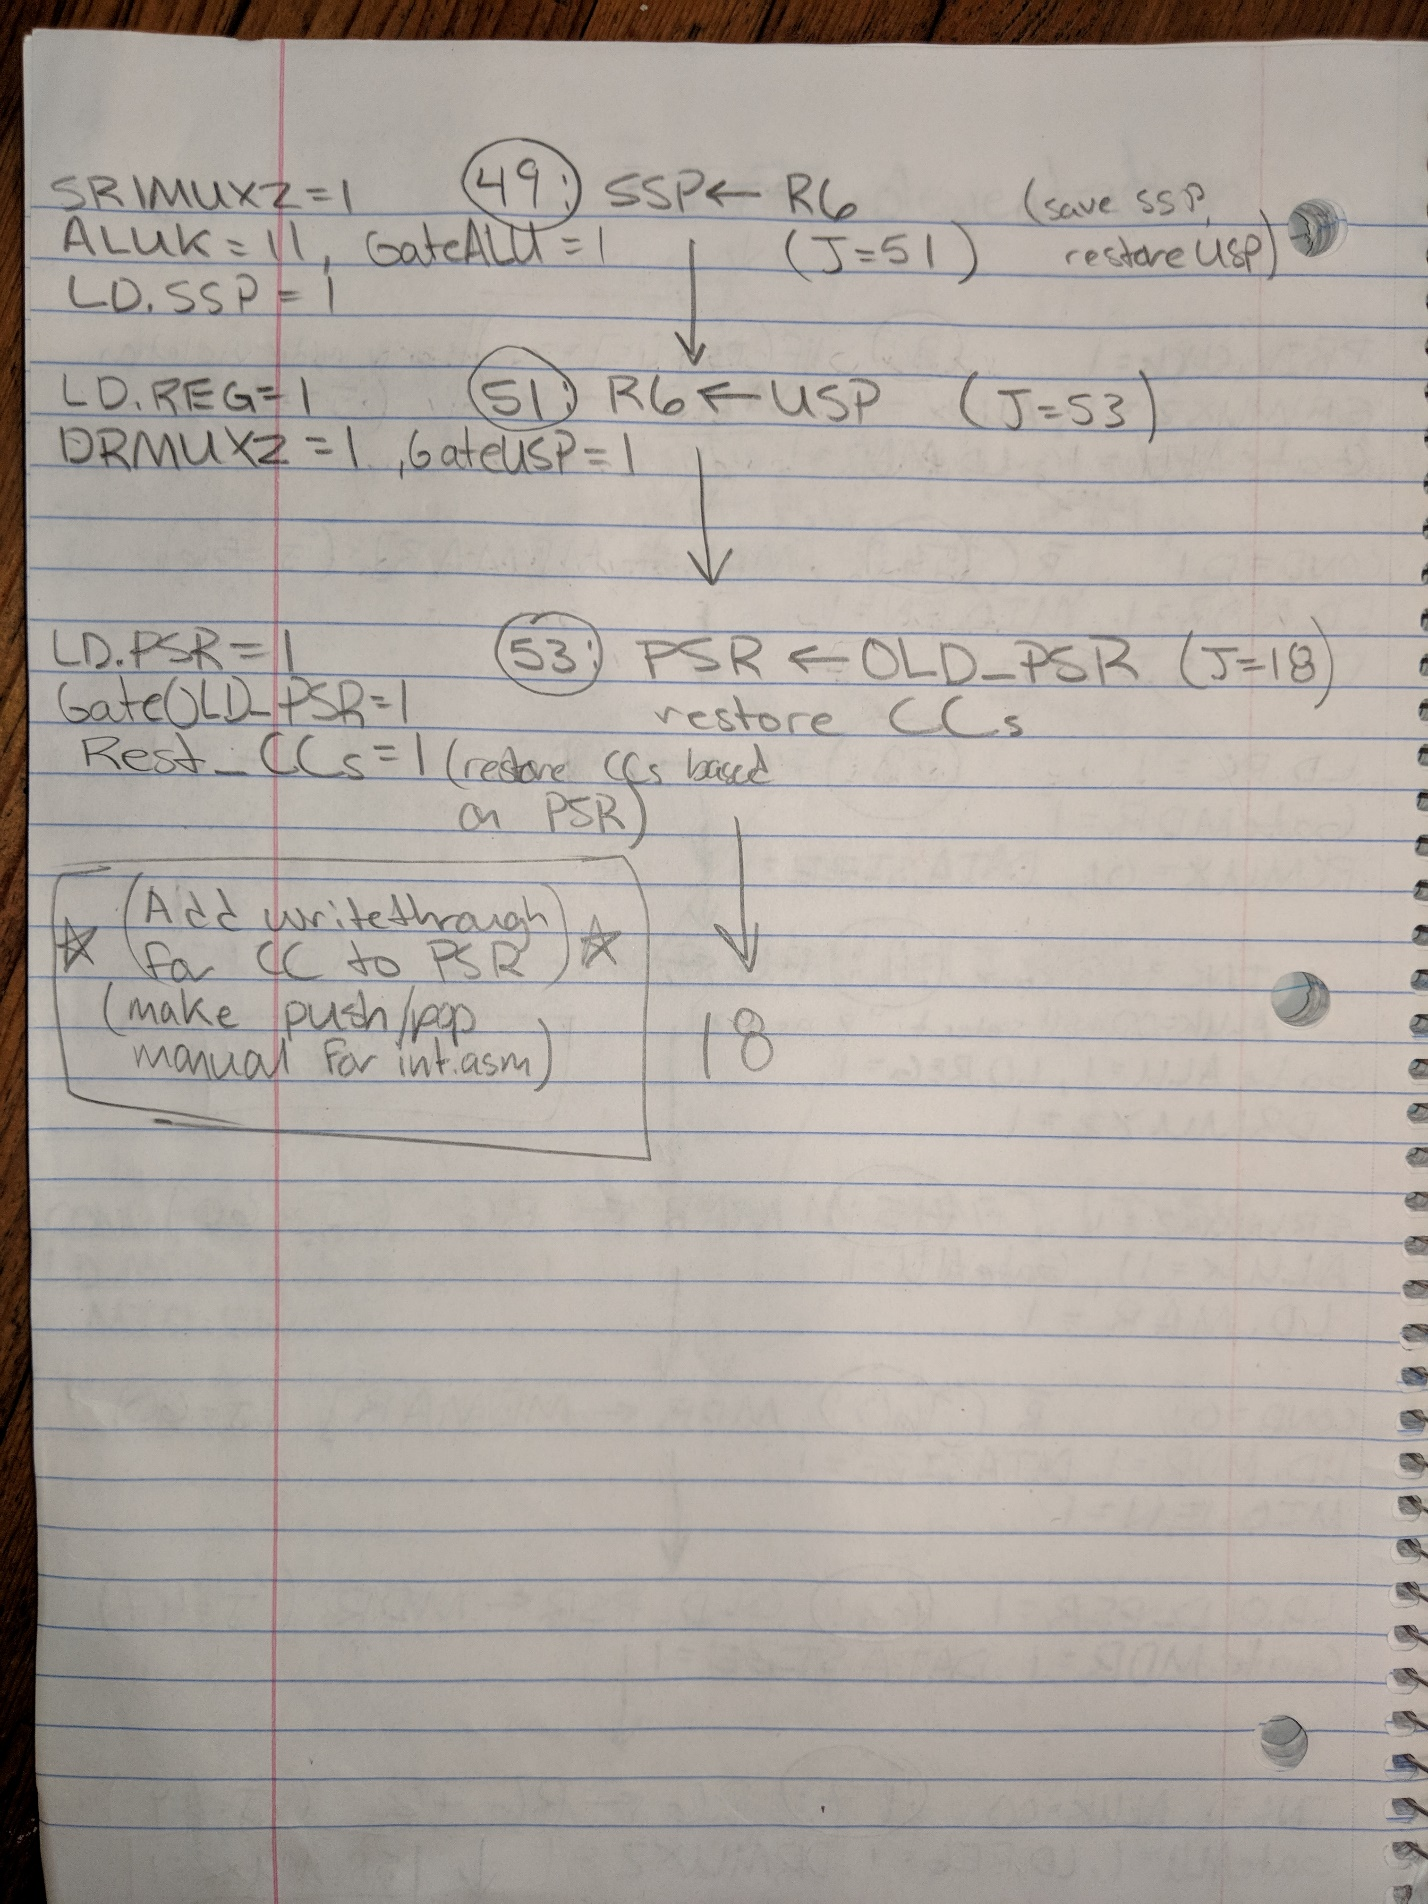 SR1MUX2=1 49: SSP← R6 (save SSP,
ALUK=11, GateALU=1 (J=51) restore USP)
LD.SSP=1
LD.REG=1 51: R6←USP (J=53)
DRMUX2=1, GateUSP=1
LD.PSR=1 53: PSR ← OLD_PSR (J=18)
GateOLD_PSR=1 restore CCs
Rest_CCs=1 (restore CCs based
on PSR)
☆ (Add writethrough ☆
for CC to PSR)
(make push/pop 18
manual for int.asm)